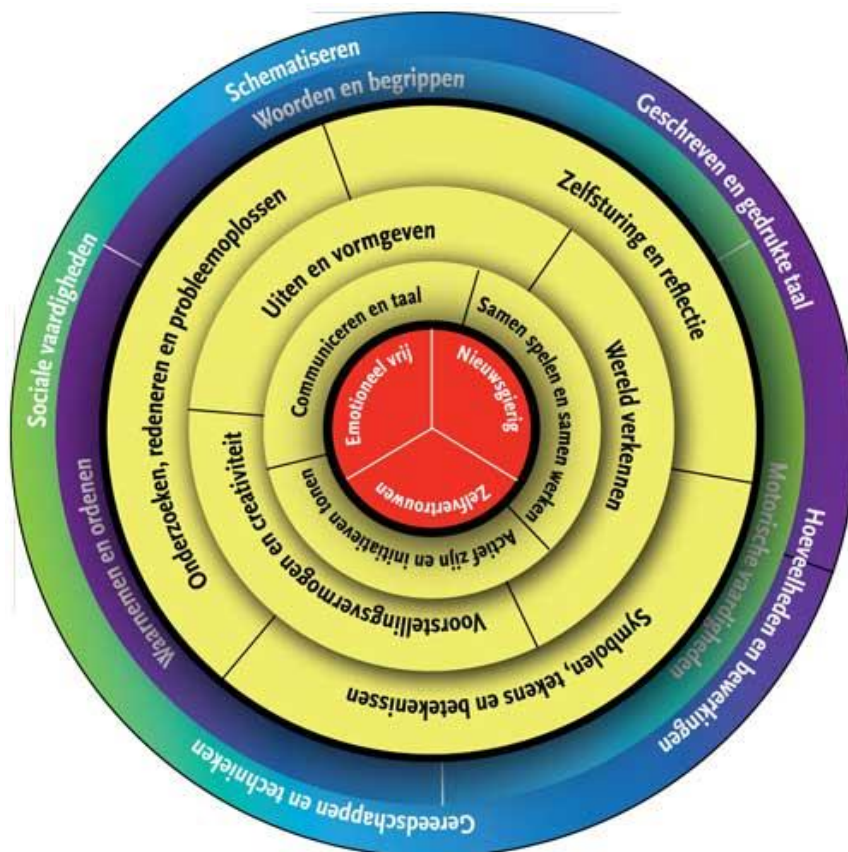 Schematiseren
Woorden en begrippen
Geschreven en gedrukte taal
Zelfsturing en reflectie
Uiten en vormgeven
Onderzoeken, redeneren en probleemoplossen
Sociale vaardigheden
Communiceren en taal
Samen spelen en samen werken
Wereld verkennen
Emotioneel vrij
Nieuwsgierig
Zelfvertrouwen
Actief zijn en initiatieven tonen
Voorstellingsvermogen en creativiteit
Waarnemen en ordenen
Motorische vaardigheden
Hoeveelheden en bewerkingen
Symbolen, tekens en betekenissen
Gereedschappen en technieken